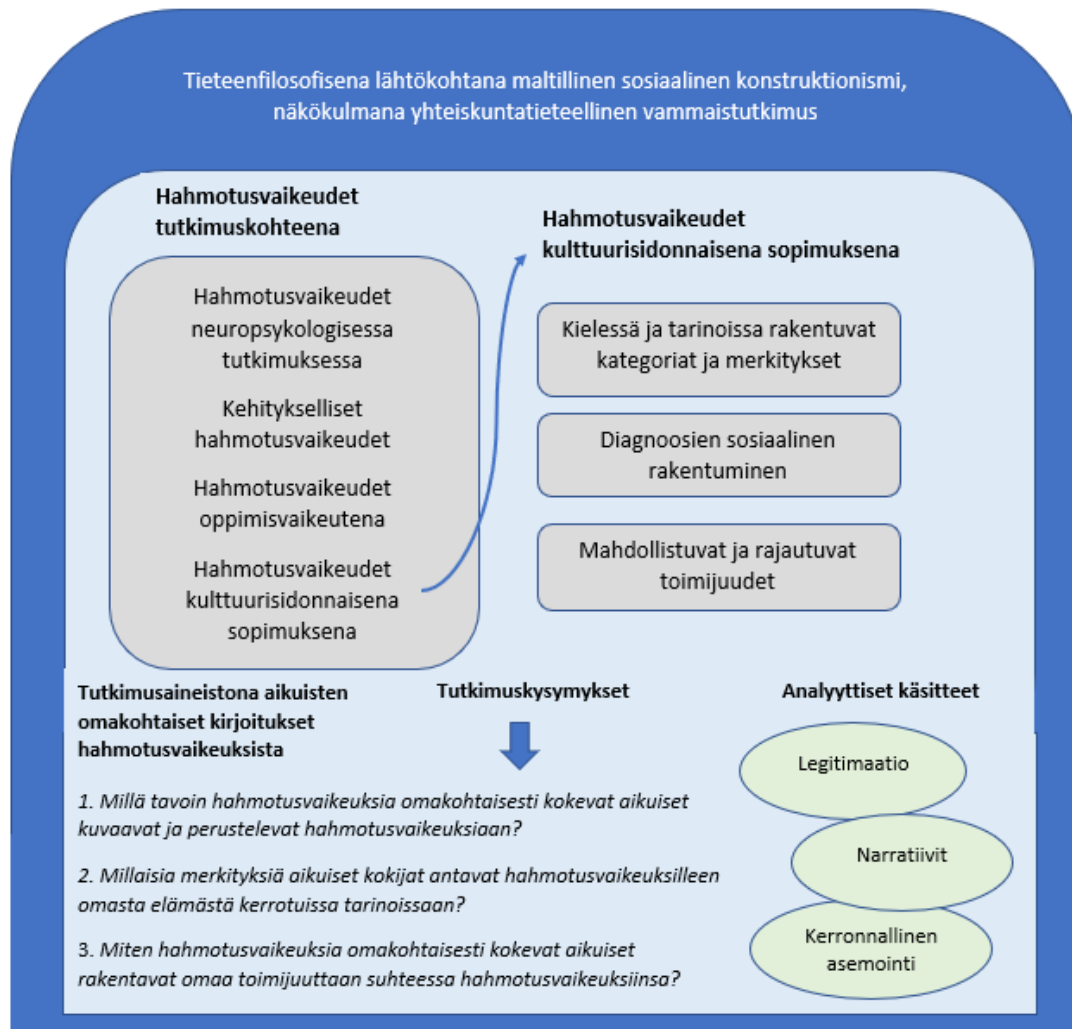 Tieteenfilosofisena lähtökohtana maltillinen sosiaalinen konstruktionismi,
näkökulmana yhteiskuntatieteellinen vammaistutkimus
Hahmotusvaikeudet
tutkimuskohteena
Hahmotusvaikeudet
neuropsykologisessa
tutkimuksessa
Kehitykselliset
hahmotusvaikeudet
Hahmotusvaikeudet
oppimisvaikeutena
Hahmotusvaikeudet
kulttuurisidonnaisena
sopimuksena
Hahmotusvaikeudet
kulttuurisidonnaisena sopimuksena
Kielessä ja tarinoissa rakentuvat
kategoriat ja merkitykset
Diagnoosien sosiaalinen
rakentuminen
Mahdollistuvat ja rajautuvat
toimijuudet
Tutkimusaineistona aikuisten
omakohtaiset kirjoitukset
hahmotusvaikeuksista
Tutkimuskysymykset
1. Millä tavoin hahmotusvaikeuksia omakohtaisesti kokevat aikuiset
kuvaavat ja perustelevat hahmotusvaikeuksiaan?
2. Millaisia merkityksiä aikuiset kokijat antavat hahmotusvaikeuksilleen
omasta elämästä kerrotuissa tarinoissaan?
3. Miten hahmotusvaikeuksia omakohtaisesti kokevat aikuiset
rakentavat omaa toimijuuttaan suhteessa hahmotusvaikeuksiinsa?
Analyyttiset käsitteet
Legitimaatio
Narratiivit
Kerronnallinen
asemointi